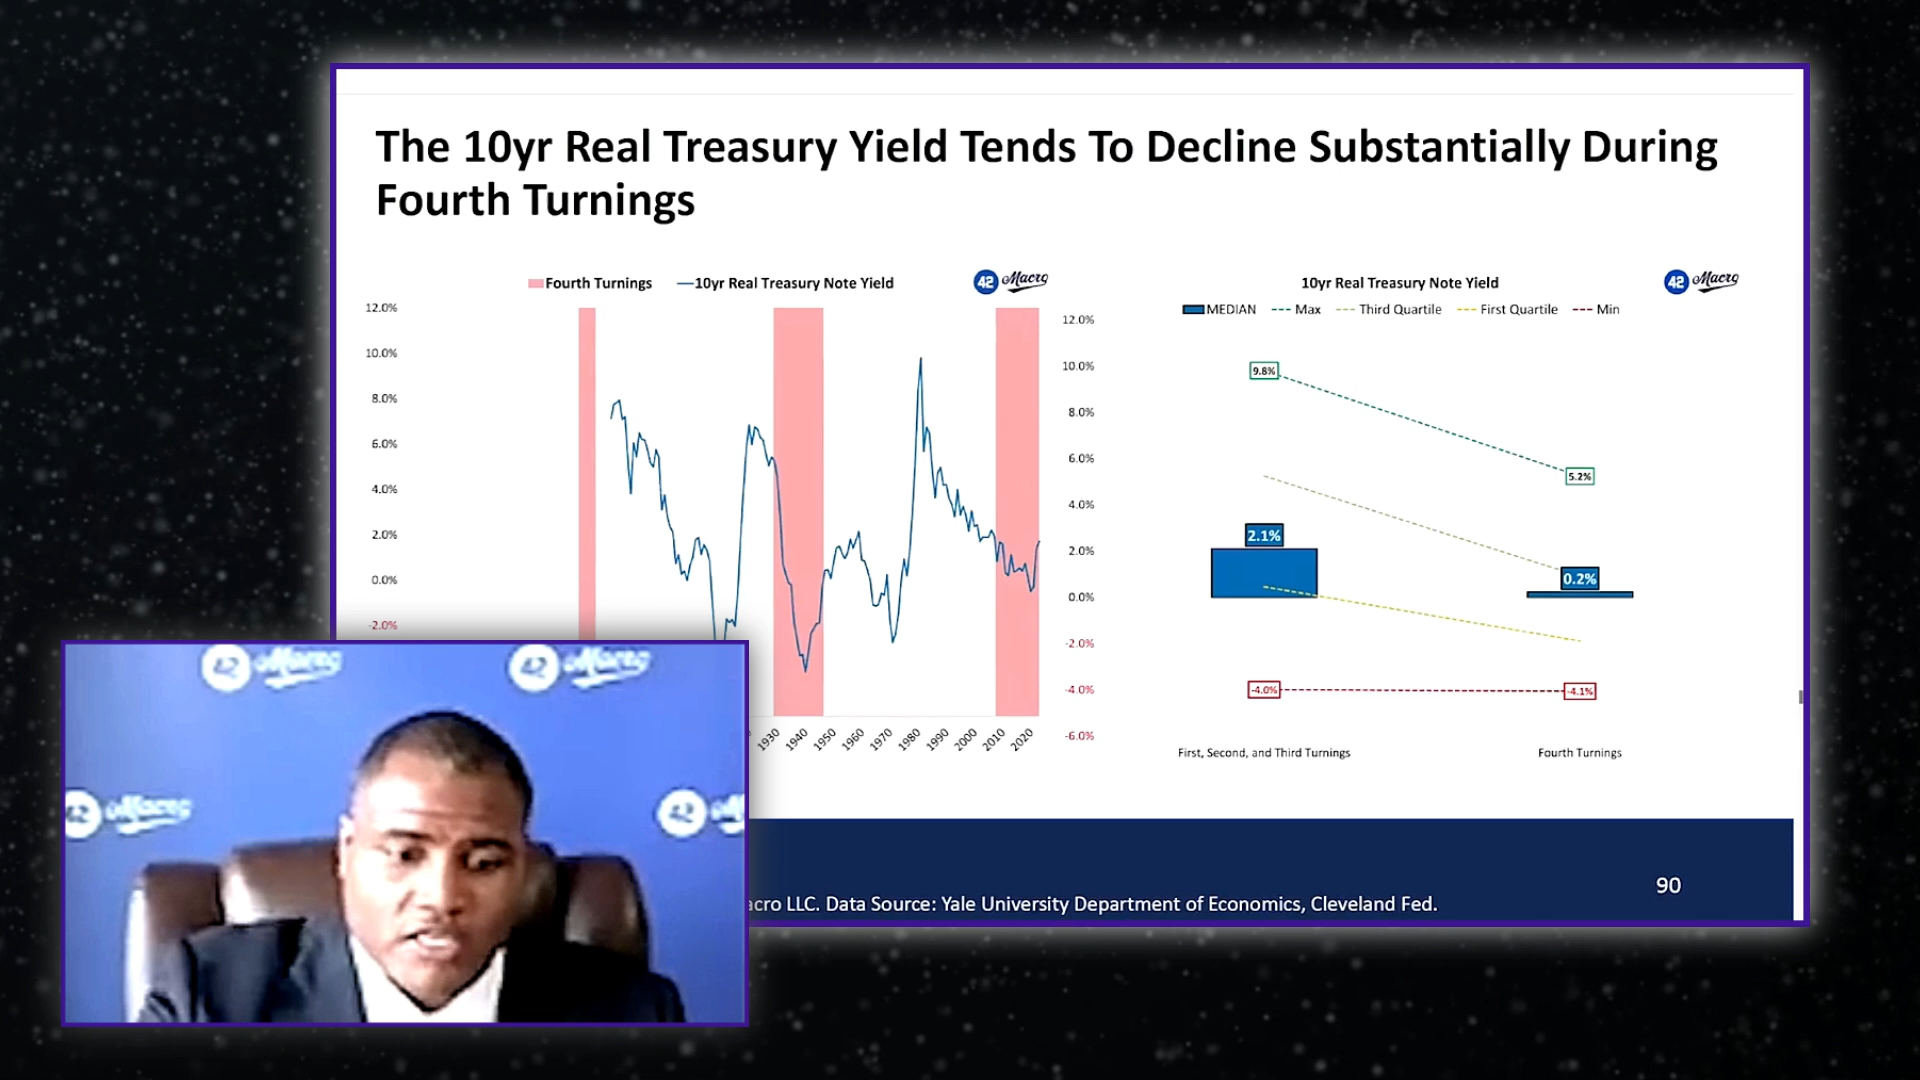 The 10yr Real Treasury Yield Tends To Decline Substantially During
Fourth Turnings
Fourth Turnings
10yr Real Treasury Note Yield
42 Macro
12.0%
10.0%
8.0%
6.0%
4.0%
2.0%
0.0%
-2.0%
1930
1940
1950
1960
1970
1980
1990
2000
2010
2020
10yr Real Treasury Note Yield
42 Macro
MEDIAN
Max
Third Quartile
First Quartile
Min
12.0%
10.0%
8.0%
6.0%
4.0%
2.0%
0.0%
-2.0%
-4.0%
-6.0%
9.8%
5.2%
2.1%
0.2%
-4.0%
-4.1%
First, Second, and Third Turnings
Fourth Turnings
LLC. Data Source: Yale University Department of Economics, Cleveland Fed.
90
42 Macro
42 Macro
42 Macro
42